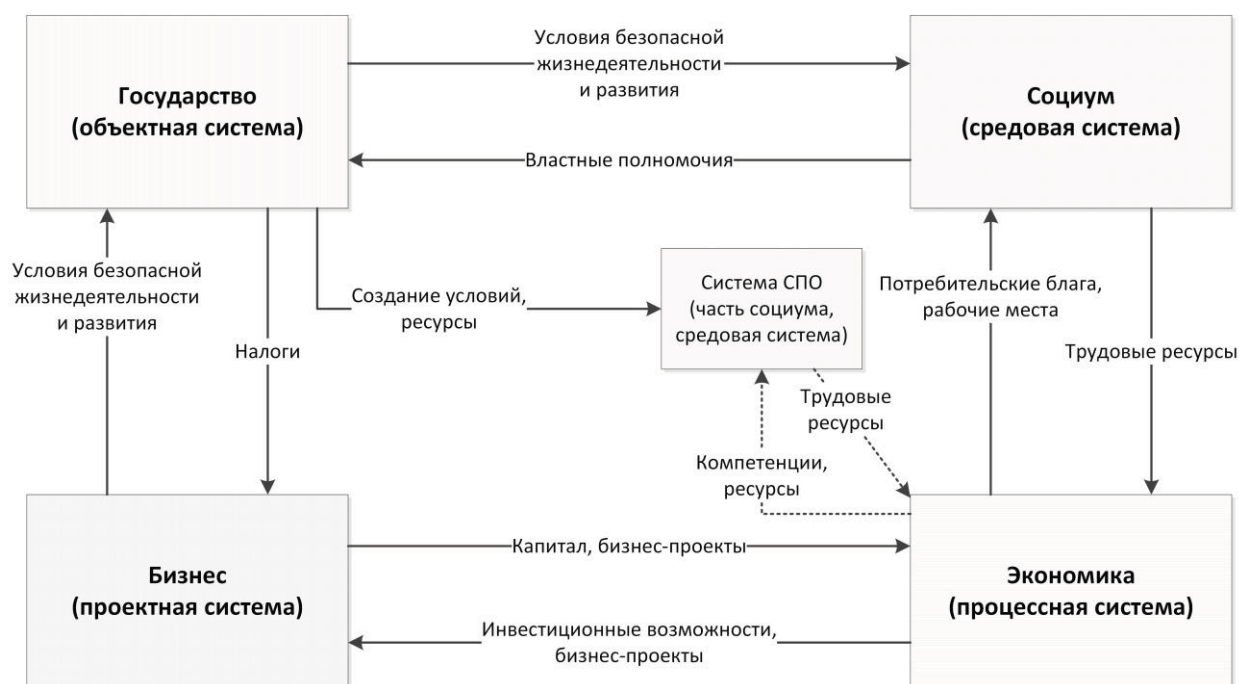 Государство
(объектная система)
Условия безопасной
жизнедеятельности
и развития
Властные полномочия
Социум
(средовая система)
Условия безопасной
жизнедеятельности
и развития
Налоги
Создание условий,
ресурсы
Система СПО
(часть социума,
средовая система)
Потребительские блага,
рабочие места
Трудовые ресурсы
Трудовые
ресурсы
Компетенции,
ресурсы
Бизнес
(проектная система)
Капитал, бизнес-проекты
Инвестиционные возможности,
бизнес-проекты
Экономика
(процессная система)